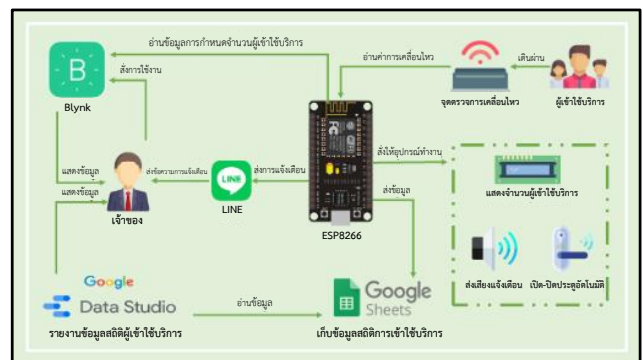 อ่านข้อมูลการกำหนดจำนวนผู้เข้าใช้บริการ
สั่งการใช้งาน
อ่านค่าการเคลื่อนไหว
เดินผ่าน
B
Blynk
จุดตรวจการเคลื่อนไหว
ผู้เข้าใช้บริการ
แสดงข้อมูล
แสดงข้อมูล
ส่งข้อความการแจ้งเตือน
LINE
ส่งการแจ้งเตือน
สั่งให้อุปกรณ์ทำงาน
เจ้าของ
LINE
ESP8266
ส่งข้อมูล
แสดงจำนวนผู้เข้าใช้บริการ
ส่งเสียงแจ้งเตือน
เปิด-ปิดประตูอัตโนมัติ
Google
Data Studio
อ่านข้อมูล
Google
Sheets
รายงานข้อมูลสถิติผู้เข้าใช้บริการ
เก็บข้อมูลสถิติการเข้าใช้บริการ